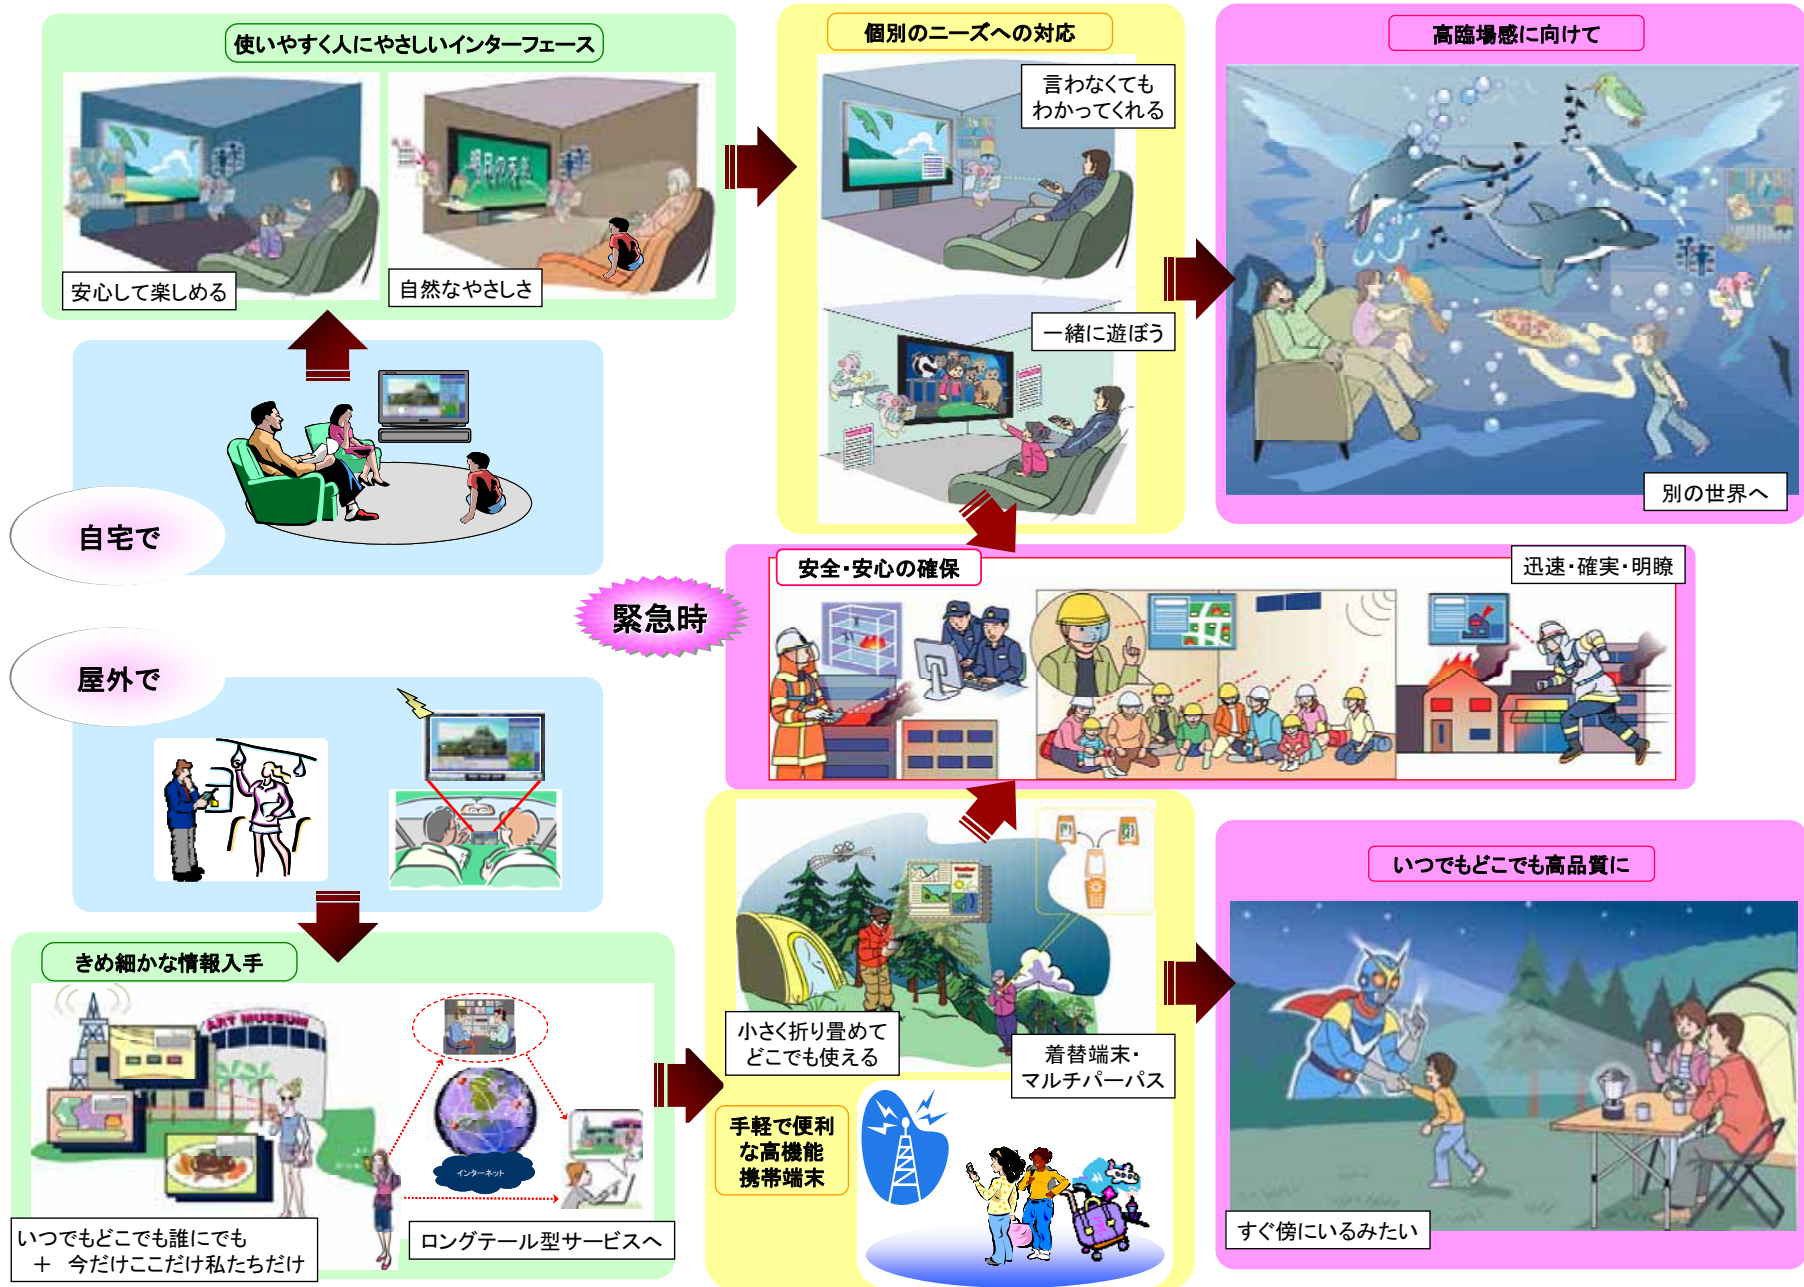 使いやすく人にやさしいインターフェース
安心して楽しめる
明日の天気
自然なやさしさ
個別のニーズへの対応
言わなくても
わかってくれる
一緒に遊ぼう
高臨場感に向けて
別の世界へ
自宅で
緊急時
安全・安心の確保
迅速・確実・明瞭
屋外で
きめ細かな情報入手
ART MUSEUM
インターネット
いつでもどこでも誰にでも
＋ 今だけここだけ私たちだけ
ロングテール型サービスへ
小さく折り畳めて
どこでも使える
着替端末・
マルチパーパス
手軽で便利
な高機能
携帯端末
いつでもどこでも高品質に
すぐ傍にいるみたい